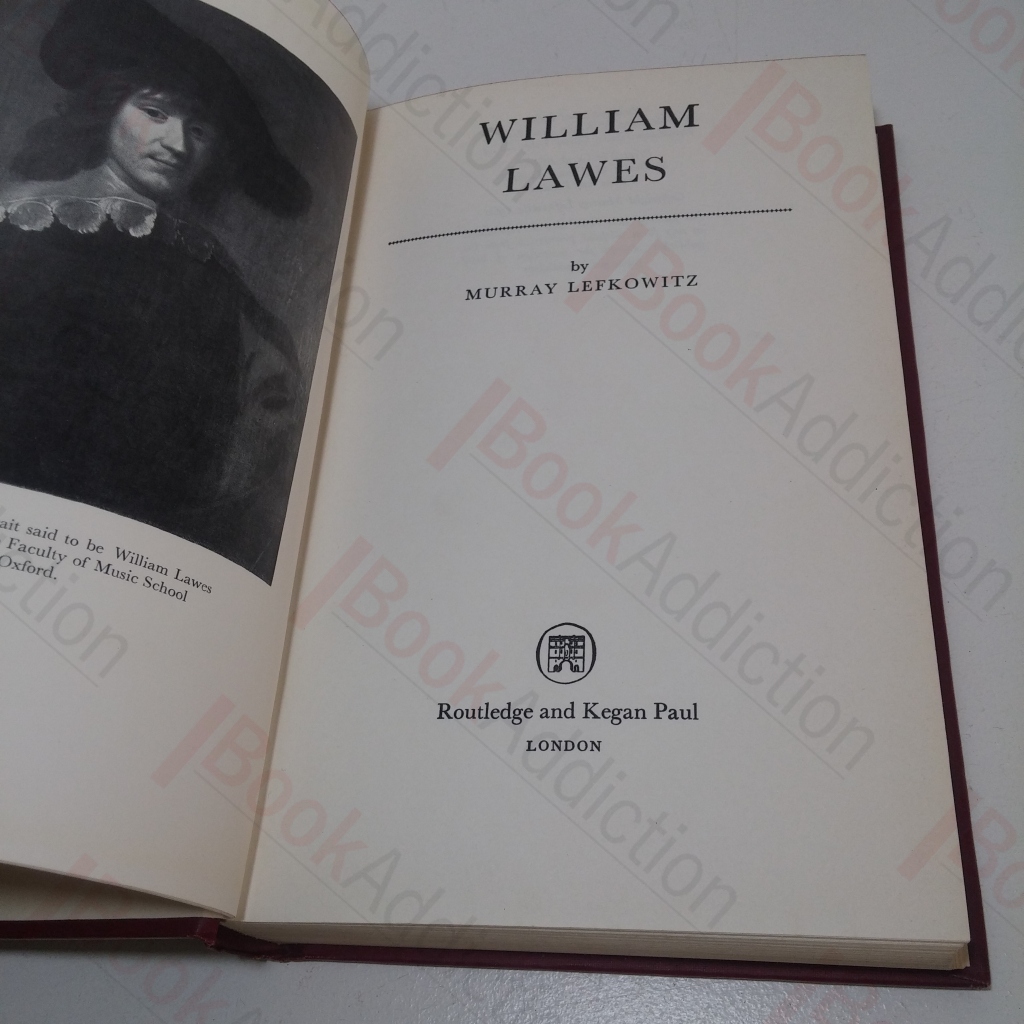 ait said to be William Lawes
Faculty of Music School
Oxford.
WILLIAM
LAWES
by
MURRAY LEFKOWITZ
Routledge and Kegan Paul
LONDON
BookAddiction